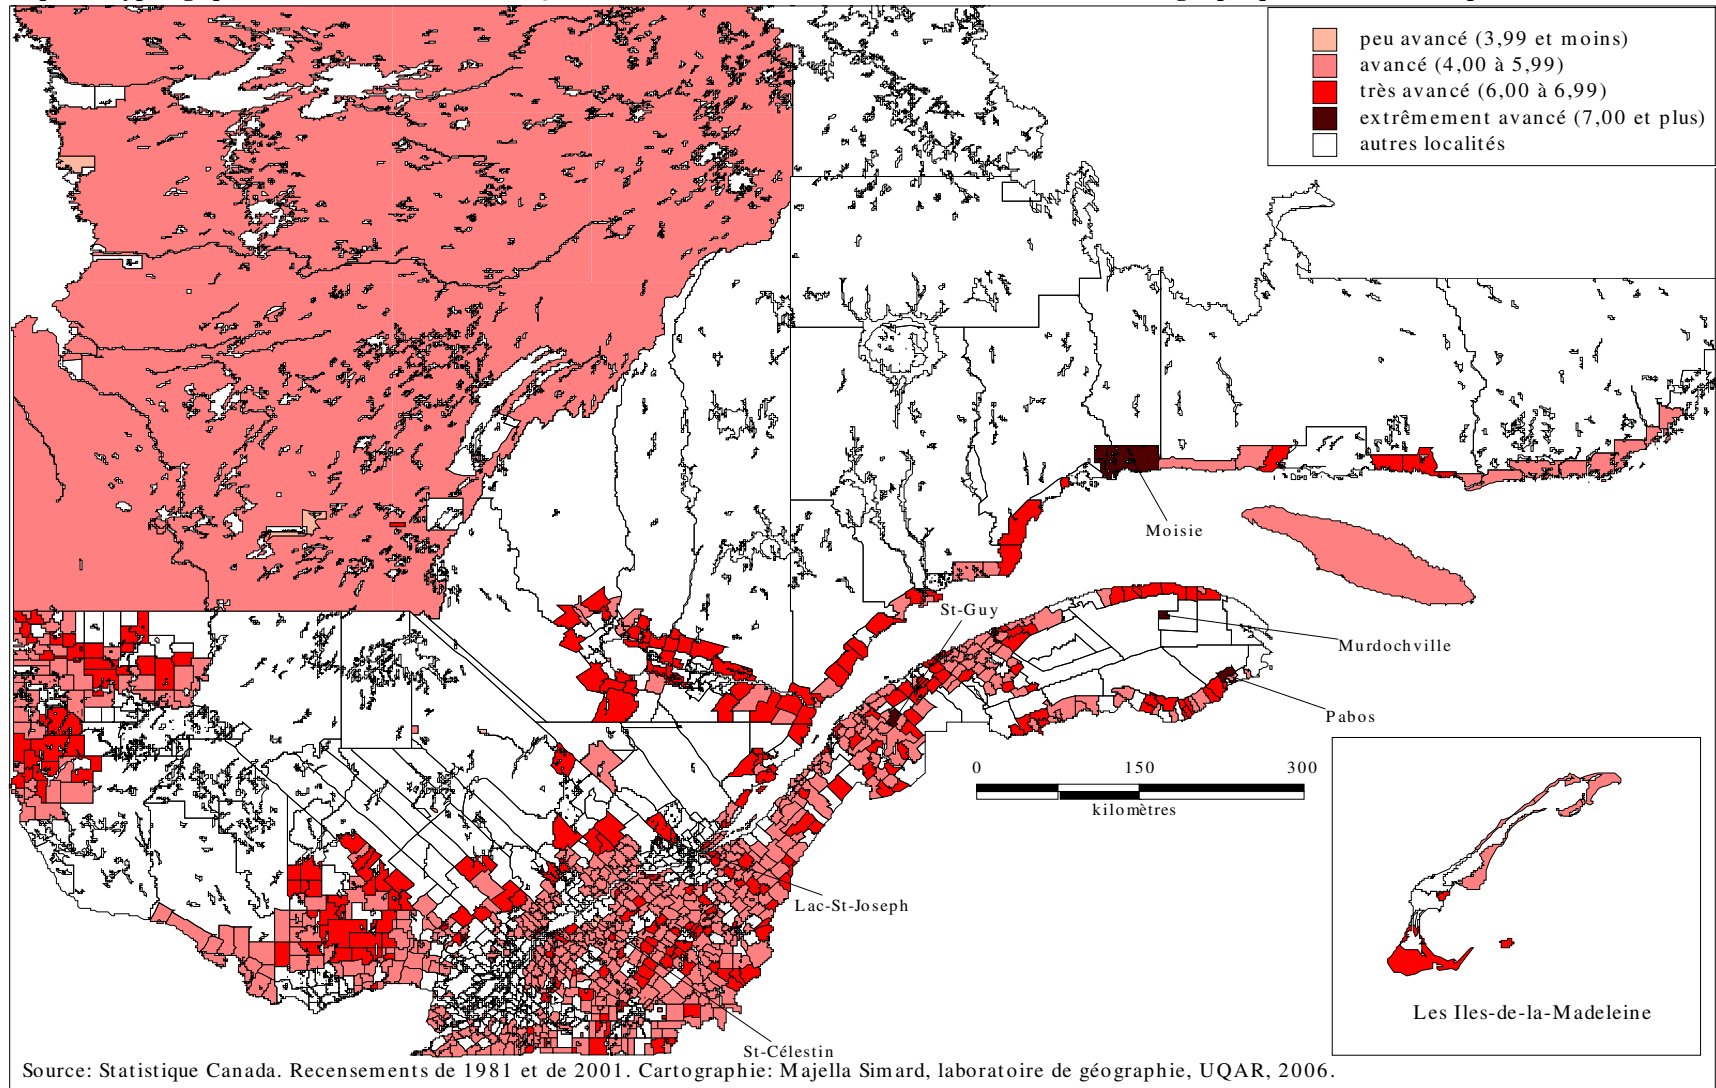 peu avancé (3,99 et moins)
avancé (4,00 à 5,99)
très avancé (6,00 à 6,99)
extrêmement avancé (7,00 et plus)
autres localités
Moisie
St-Guy
Murdochville
Pabos
0 150 300
kilomètres
Lac-St-Joseph
Les Iles-de-la-Madeleine
St-Célestin
Source: Statistique Canada. Recensements de 1981 et de 2001. Cartographie: Majella Simard, laboratoire de géographie, UQAR, 2006.